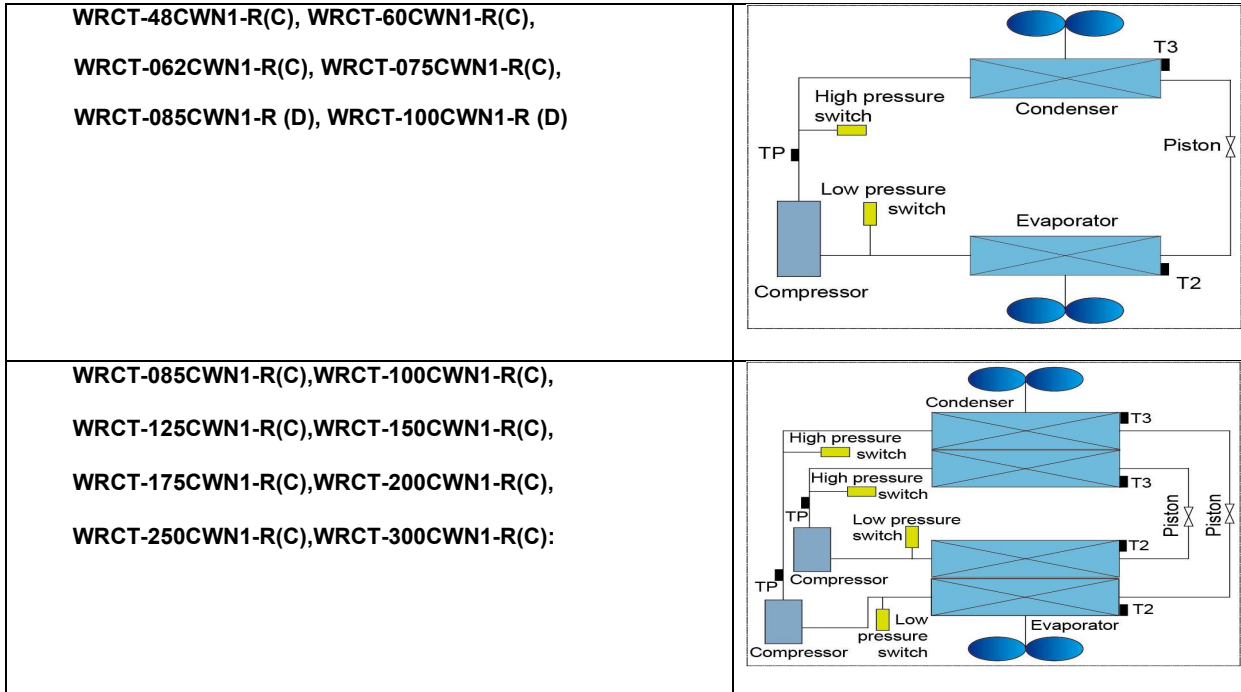 WRCT-48CWN1-R(C), WRCT-60CWN1-R(C),
WRCT-062CWN1-R(C), WRCT-075CWN1-R(C),
WRCT-085CWN1-R (D), WRCT-100CWN1-R (D)
T3
High pressure
switch
Condenser
TP
Piston
Low pressure
switch
Evaporator
T2
Compressor
WRCT-085CWN1-R(C),WRCT-100CWN1-R(C),
WRCT-125CWN1-R(C),WRCT-150CWN1-R(C),
WRCT-175CWN1-R(C),WRCT-200CWN1-R(C),
WRCT-250CWN1-R(C),WRCT-300CWN1-R(C):
Condenser
T3
High pressure
switch
High pressure
switch
T3
TP
Low pressure
switch
Piston
Piston
T2
Compressor
TP
T2
Low
pressure
switch
Evaporator
Compressor